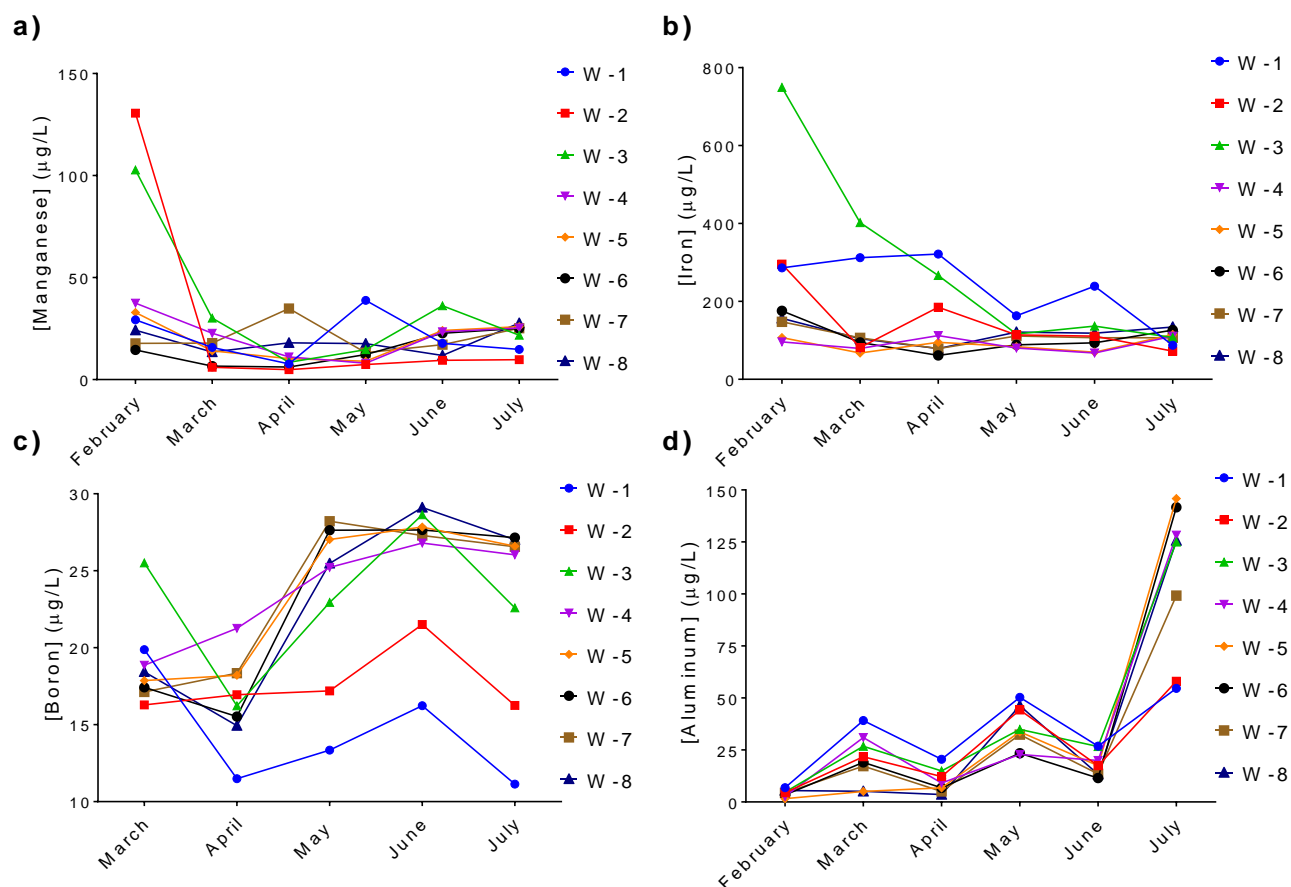 a)
[Manganese] (µg/L)
150
100
50
0
February
March
April
May
June
July
W -1
W -2
W -3
W -4
W -5
W -6
W -7
W -8
b)
[Iron] (µg/L)
800
600
400
200
0
February
March
April
May
June
July
W -1
W -2
W -3
W -4
W -5
W -6
W -7
W -8
c)
[Boron] (µg/L)
30
25
20
15
10
March
April
May
June
July
W -1
W -2
W -3
W -4
W -5
W -6
W -7
W -8
d)
[Aluminum] (µg/L)
150
125
100
75
50
25
0
February
March
April
May
June
July
W -1
W -2
W -3
W -4
W -5
W -6
W -7
W -8